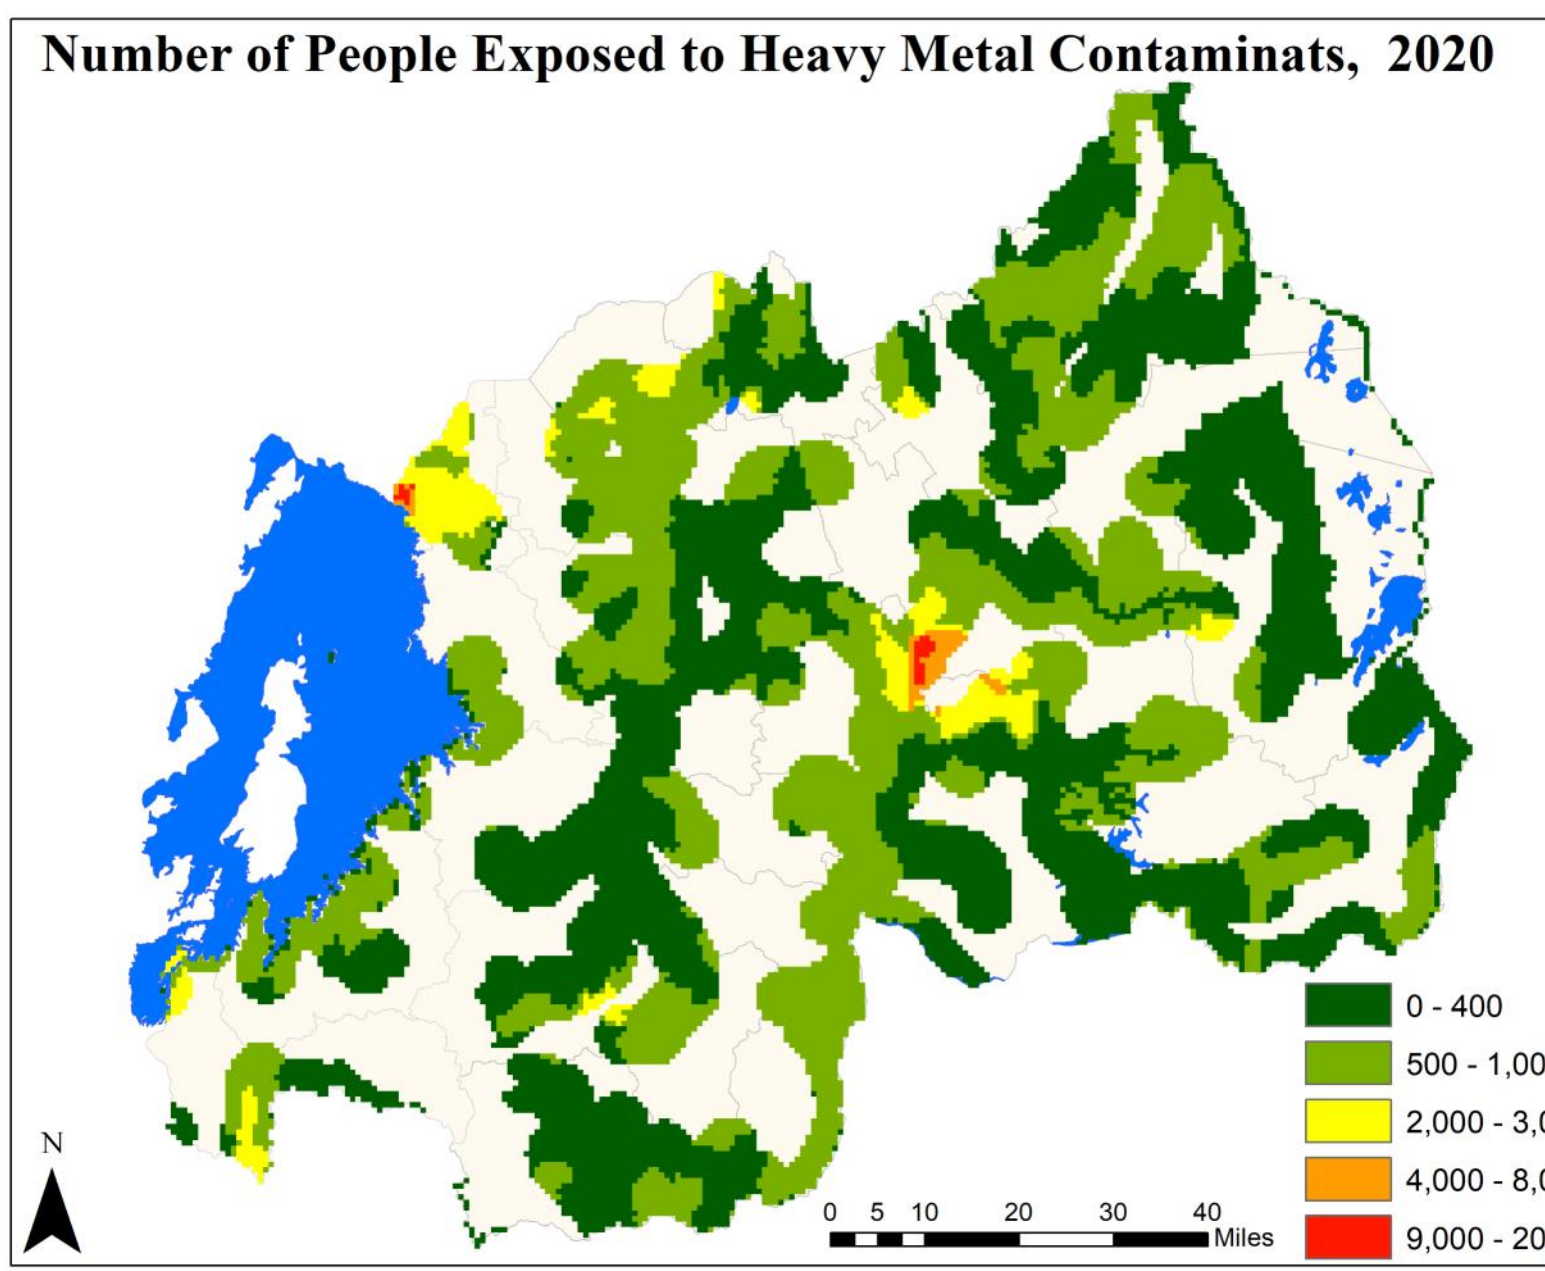 Number of People Exposed to Heavy Metal Contaminats, 2020
0 - 400
500 - 1,00
2,000 - 3,0
4,000 - 8,0
9,000 - 20
N
0 5 10 20 30 40
Miles